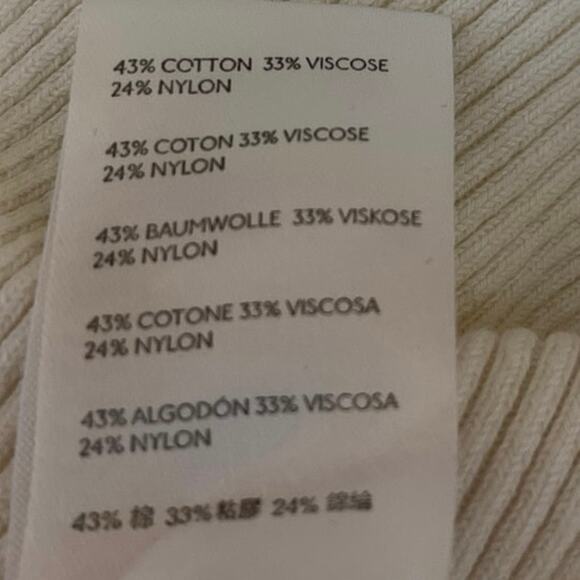 43% COTTON 33% VISCOSE
24% NYLON
43% COTON 33% VISCOSE
24% NYLON
43% BAUMWOLLE 33% VISKOSE
24% NYLON
43% COTONE 33% VISCOSA
24% NYLON
43% ALGODÓN 33% VISCOSA
24% NYLON
43% 棉 33% 粘膠 24% 錦綸